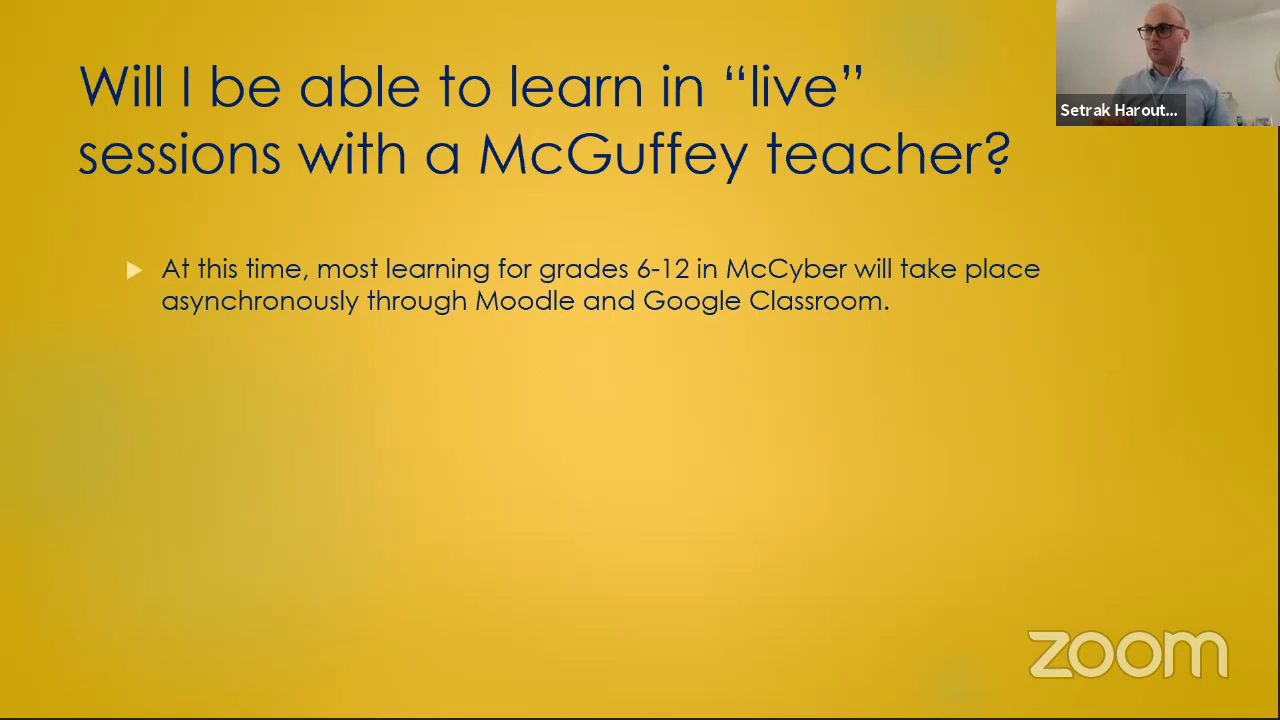 Will I be able to learn in “live”
sessions with a McGuffey teacher?
Setrak Harout...
At this time, most learning for grades 6-12 in McCyber will take place
asynchronously through Moodle and Google Classroom.
zoom